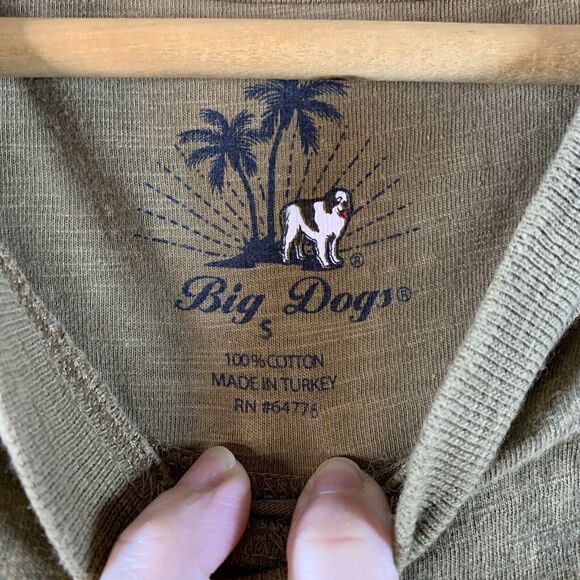 ®
Big Dogs®
S
100% COTTON
MADE IN TURKEY
RN #64776